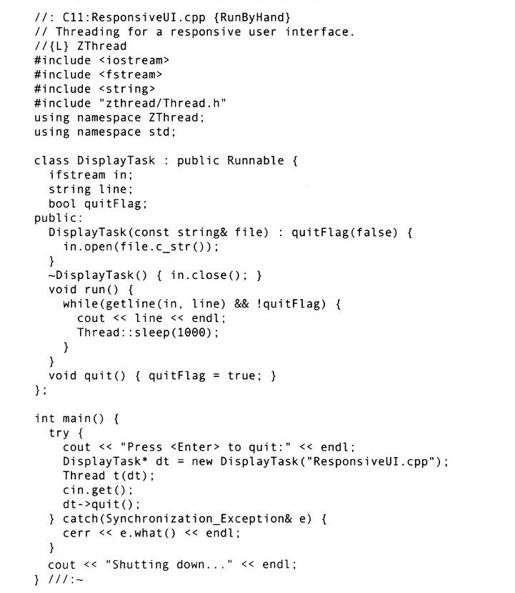 //: C11:ResponsiveUI.cpp {RunByHand}
// Threading for a responsive user interface.
//{L} ZThread
#include <iostream>
#include <fstream>
#include <string>
#include "zthread/Thread.h"
using namespace ZThread;
using namespace std;

class DisplayTask : public Runnable {
  ifstream in;
  string line;
  bool quitFlag;
public:
  DisplayTask(const string& file) : quitFlag(false) {
    in.open(file.c_str());
  }
  ~DisplayTask() { in.close(); }
  void run() {
    while(getline(in, line) && !quitFlag) {
      cout << line << endl;
      Thread::sleep(1000);
    }
  }
  void quit() { quitFlag = true; }
};

int main() {
  try {
    cout << "Press <Enter> to quit:" << endl;
    DisplayTask* dt = new DisplayTask("ResponsiveUI.cpp");
    Thread t(dt);
    cin.get();
    dt->quit();
  } catch(Synchronization_Exception& e) {
    cerr << e.what() << endl;
  }
  cout << "Shutting down..." << endl;
} ///:~